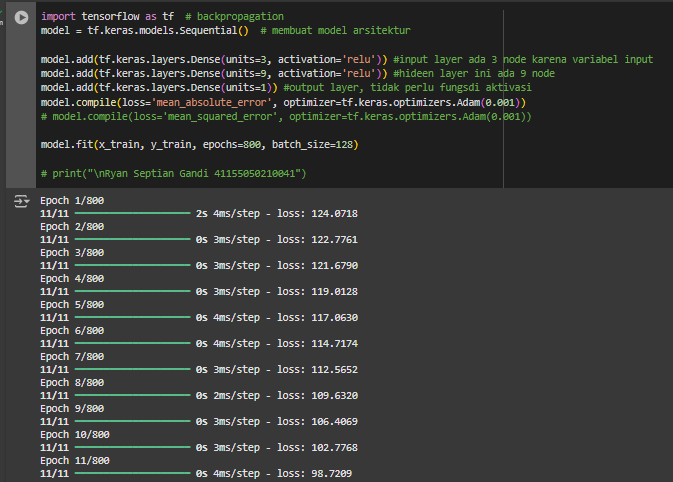 import tensorflow as tf  # backpropagation
model = tf.keras.models.Sequential()  # membuat model arsitektur
model.add(tf.keras.layers.Dense(units=3, activation='relu')) #input layer ada 3 node karena variabel input
model.add(tf.keras.layers.Dense(units=9, activation='relu')) #hideen layer ini ada 9 node
model.add(tf.keras.layers.Dense(units=1)) #output layer, tidak perlu fungsdi aktivasi
model.compile(loss='mean_absolute_error', optimizer=tf.keras.optimizers.Adam(0.001))
# model.compile(loss='mean_squared_error', optimizer=tf.keras.optimizers.Adam(0.001))
model.fit(x_train, y_train, epochs=800, batch_size=128)
# print("\nRyan Septian Gandi 41155050210041")
Epoch 1/800
11/11 2s 4ms/step - loss: 124.0718
Epoch 2/800
11/11 0s 3ms/step - loss: 122.7761
Epoch 3/800
11/11 0s 3ms/step - loss: 121.6790
Epoch 4/800
11/11 0s 3ms/step - loss: 119.0128
Epoch 5/800
11/11 0s 4ms/step - loss: 117.0630
Epoch 6/800
11/11 0s 4ms/step - loss: 114.7174
Epoch 7/800
11/11 0s 3ms/step - loss: 112.5652
Epoch 8/800
11/11 0s 2ms/step - loss: 109.6320
Epoch 9/800
11/11 0s 3ms/step - loss: 106.4069
Epoch 10/800
11/11 0s 3ms/step - loss: 102.7768
Epoch 11/800
11/11 0s 4ms/step - loss: 98.7209